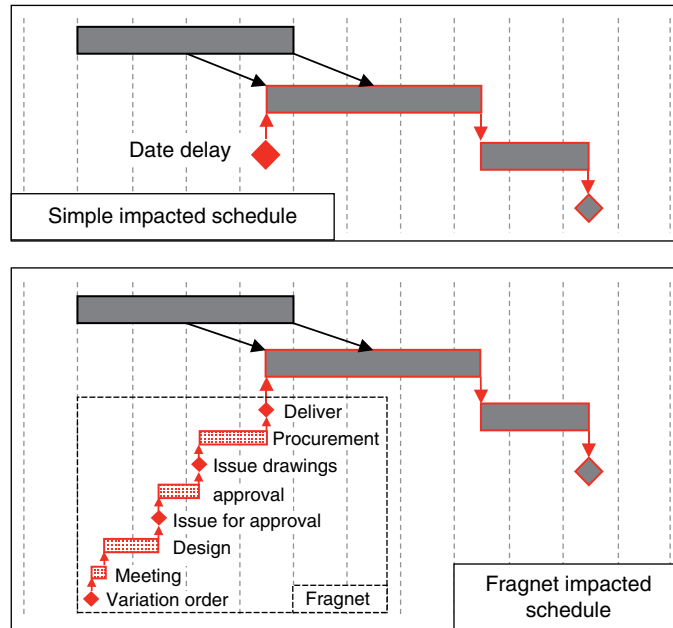 Date delay
Simple impacted schedule
Deliver
Procurement
Issue drawings
approval
Issue for approval
Design
Meeting
Variation order
Fragnet
Fragnet impacted
schedule